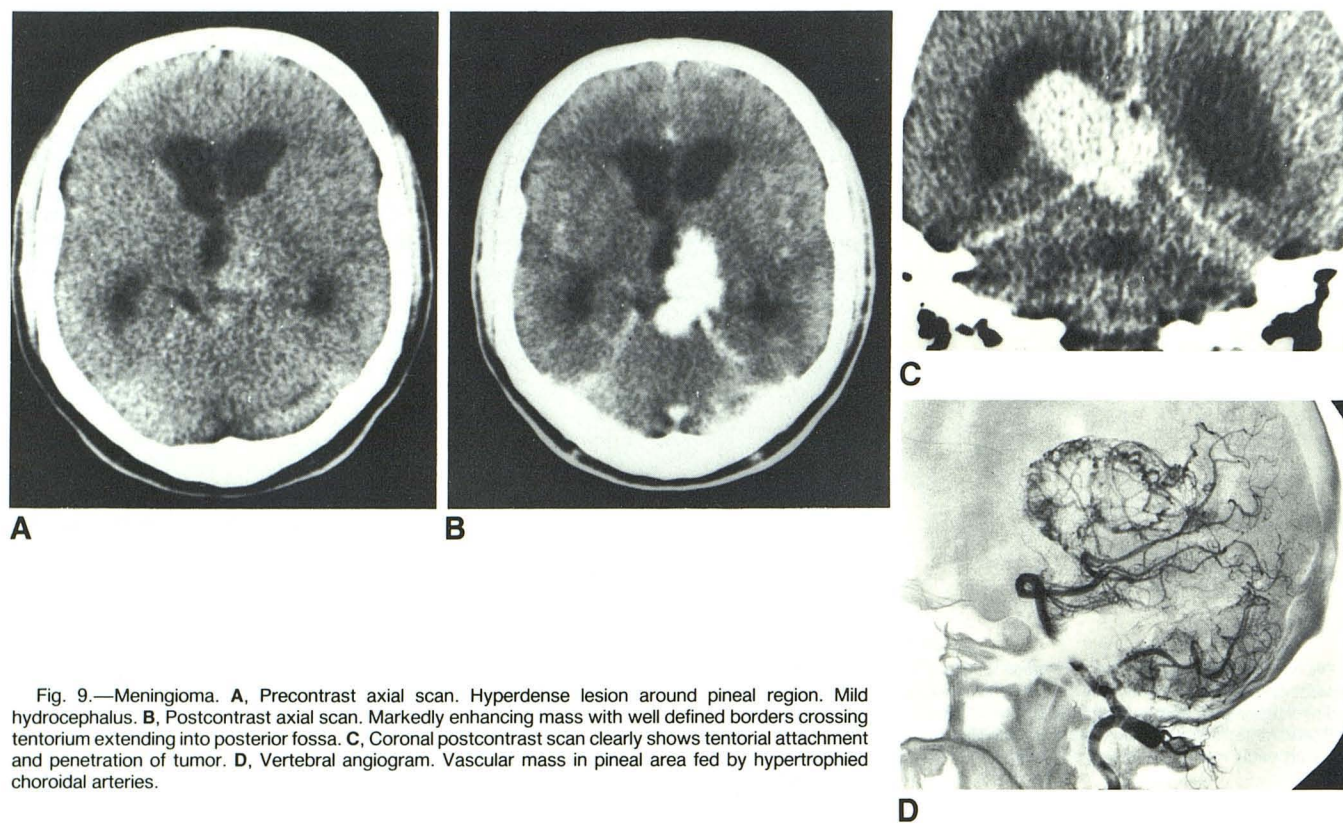 A
B
C
D
Fig. 9.—Meningioma. A, Precontrast axial scan. Hyperdense lesion around pineal region. Mild
hydrocephalus. B, Postcontrast axial scan. Markedly enhancing mass with well defined borders crossing
tentorium extending into posterior fossa. C, Coronal postcontrast scan clearly shows tentorial attachment
and penetration of tumor. D, Vertebral angiogram. Vascular mass in pineal area fed by hypertrophied
choroidal arteries.